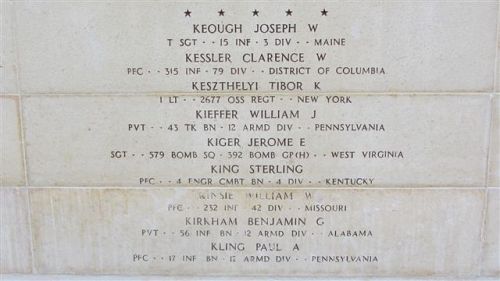 KEOUGH JOSEPH W
T SGT · · 15 INF · 3 DIV · · MAINE
KESSLER CLARENCE W
PFC · · 315 INF · 79 DIV · · DISTRICT OF COLUMBIA
KESZTHELYI TIBOR K
1 LT · · 2677 OSS REGT · · NEW YORK
KIEFFER WILLIAM J
PVT · · 43 TK BN · 12 ARMD DIV · · PENNSYLVANIA
KIGER JEROME E
SGT · · 579 BOMB SQ · 392 BOMB GP(H) · · WEST VIRGINIA
KING STERLING
PFC · · 4 ENGR CMBT BN · 4 DIV · · KENTUCKY
WILLIAM W
PFC · · 232 INF · 42 DIV · · MISSOURI
KIRKHAM BENJAMIN G
PVT · · 56 INF BN · 12 ARMD DIV · · ALABAMA
KLING PAUL A
PFC · · 17 INF BN · 12 ARMD DIV · · PENNSYLVANIA